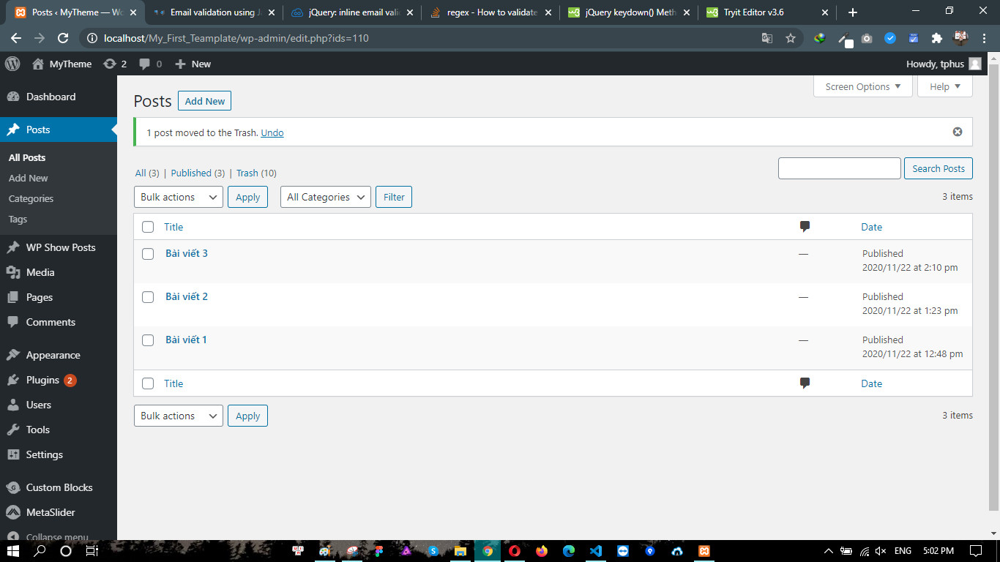 Posts ‹ MyTheme — Wo
Email validation using Ja
jQuery: inline email vali
regex - How to validate
jQuery keydown() Meth
Tryit Editor v3.6
localhost/My_First_Teamplate/wp-admin/edit.php?ids=110
MyTheme
2
0
New
Howdy, tphus
Dashboard
Posts
All Posts
Add New
Categories
Tags
WP Show Posts
Media
Pages
Comments
Appearance
Plugins 2
Users
Tools
Settings
Custom Blocks
MetaSlider
Collapse menu
Screen Options
Help
Posts
Add New
1 post moved to the Trash. Undo
All (3) | Published (3) | Trash (10)
Search Posts
Bulk actions
Apply
All Categories
Filter
3 items
Title
Date
Bài viết 3
—
Published
2020/11/22 at 2:10 pm
Bài viết 2
—
Published
2020/11/22 at 1:23 pm
Bài viết 1
—
Published
2020/11/22 at 12:48 pm
Title
Date
Bulk actions
Apply
3 items
ENG
5:02 PM